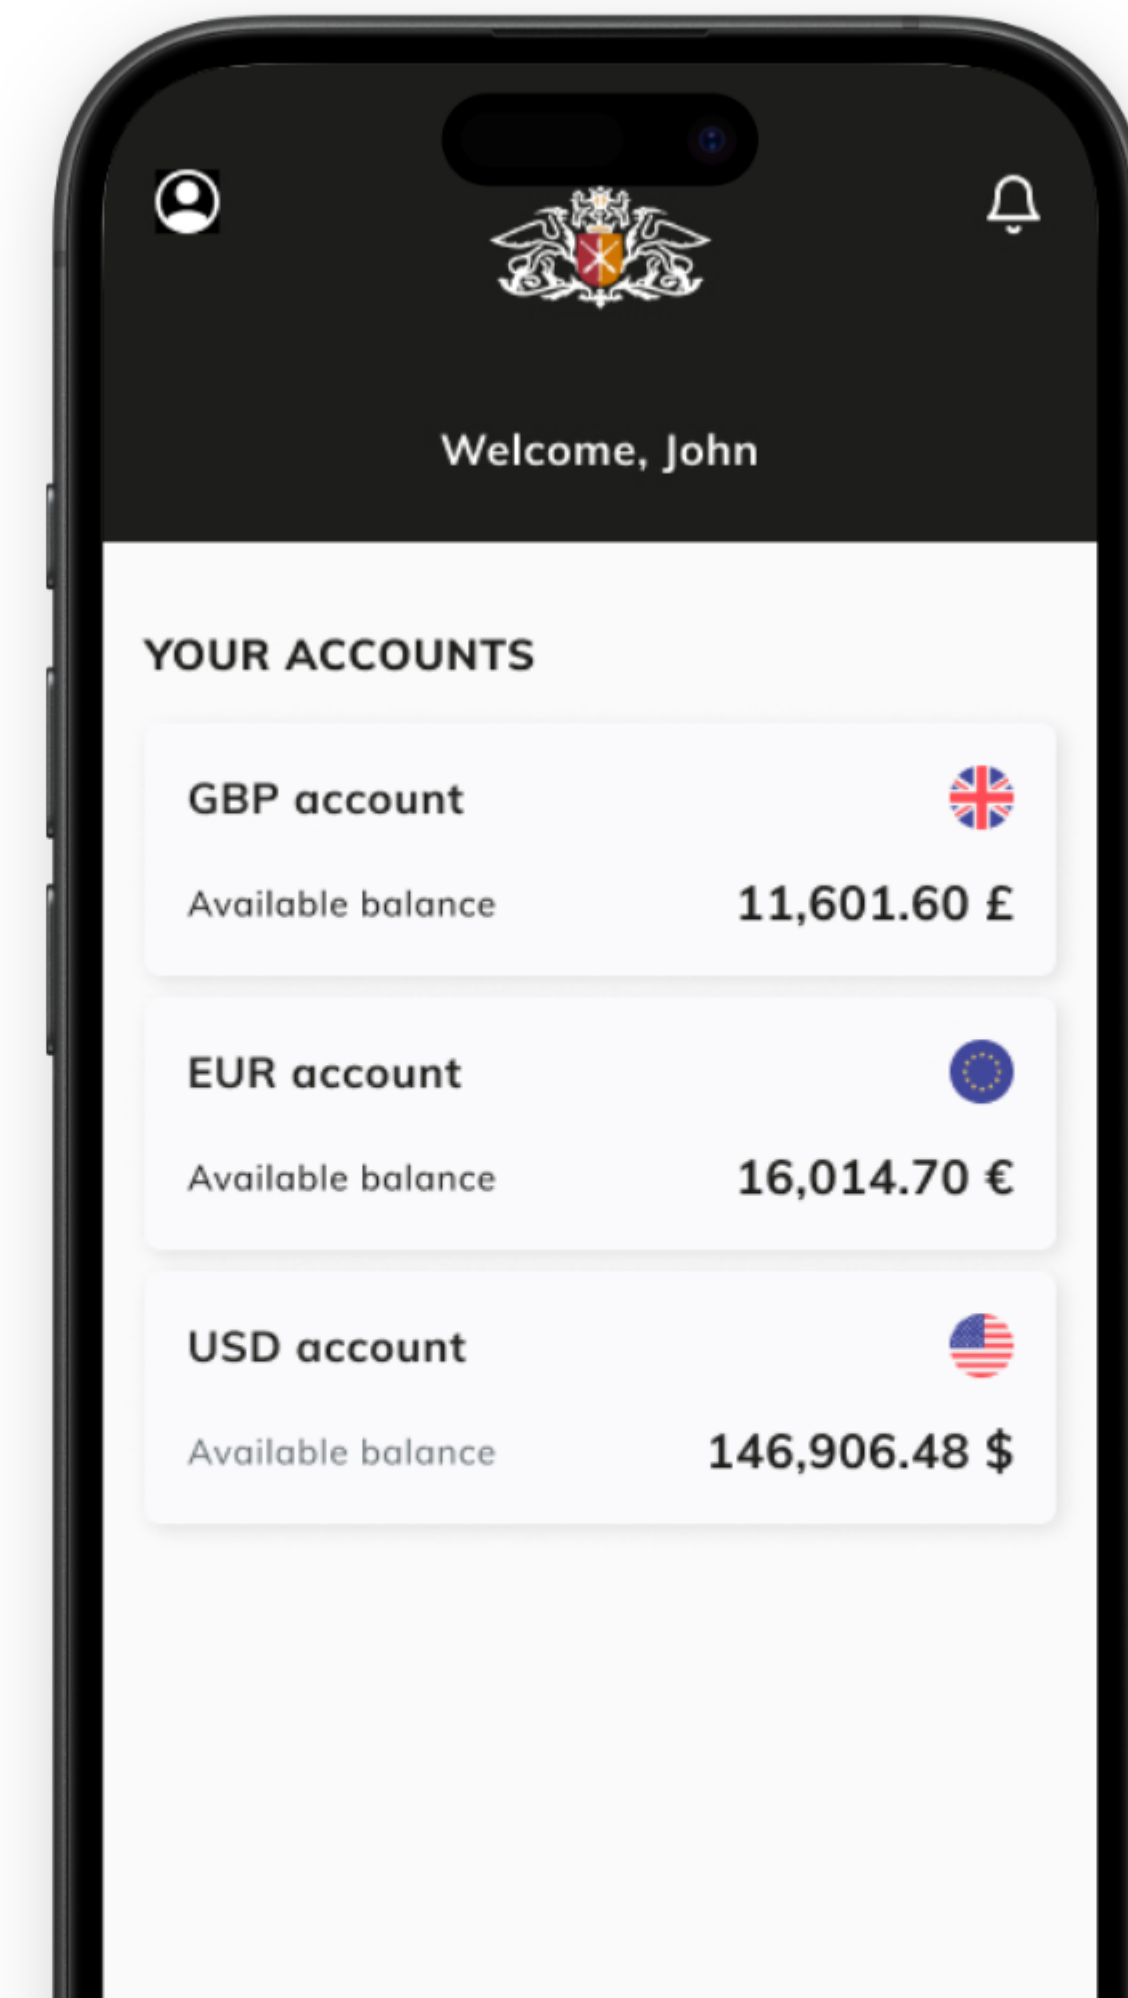 Welcome, John
YOUR ACCOUNTS
GBP account
Available balance 11,601.60 £
EUR account
Available balance 16,014.70 €
USD account
Available balance 146,906.48 $